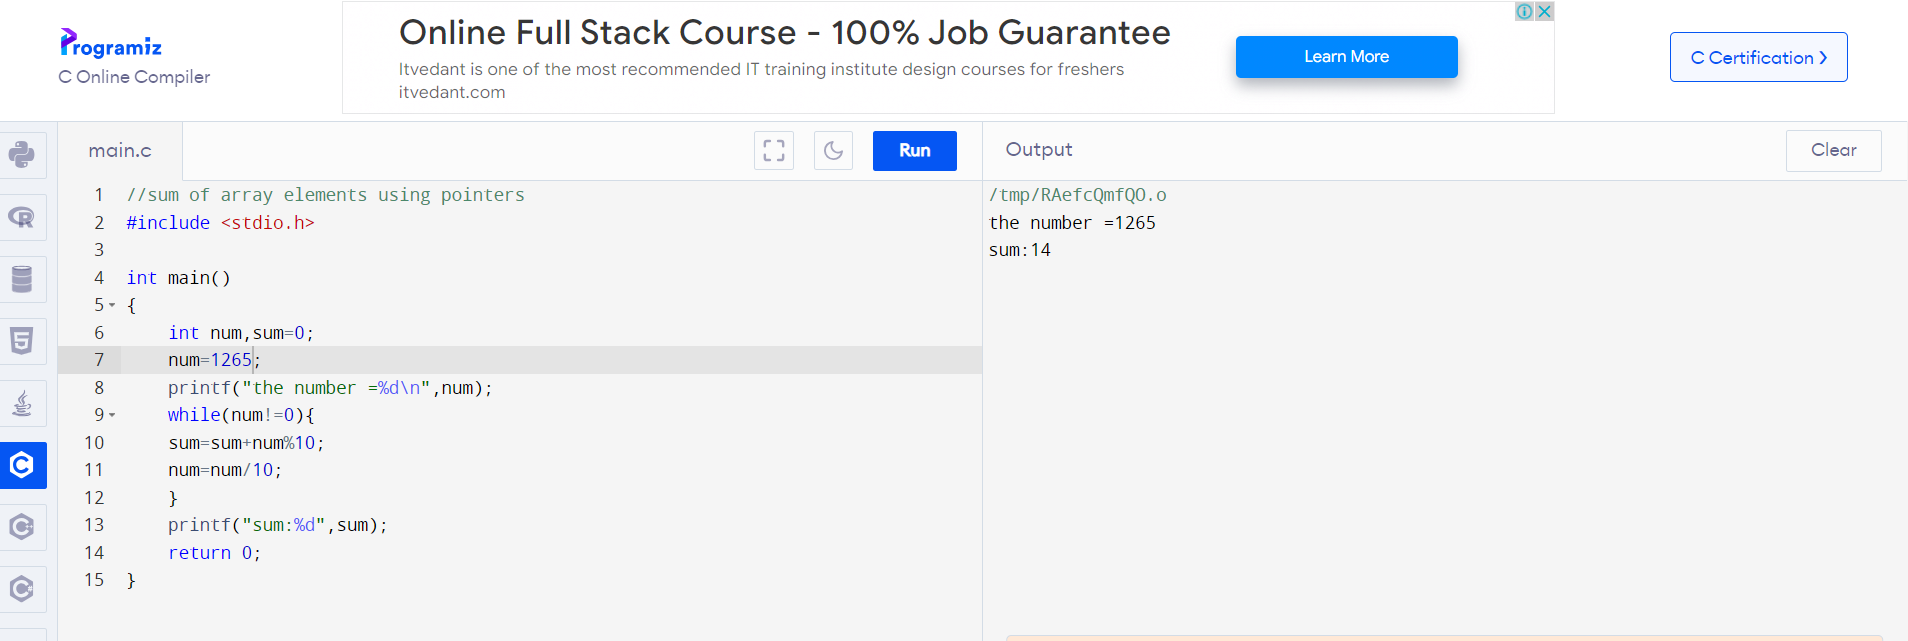 Programiz
C Online Compiler
Online Full Stack Course - 100% Job Guarantee
Itvedant is one of the most recommended IT training institute design courses for freshers
itvedant.com
Learn More
C Certification
main.c
Run
Output
Clear
1 //sum of array elements using pointers
2 #include <stdio.h>
3
4 int main()
5 {
6 int num,sum=0;
7 num=1265;
8 printf("the number =%d\n",num);
9 while(num!=0){
10 sum=sum+num%10;
11 num=num/10;
12 }
13 printf("sum:%d",sum);
14 return 0;
15 }
/tmp/RAefcQmfQO.o
the number =1265
sum:14